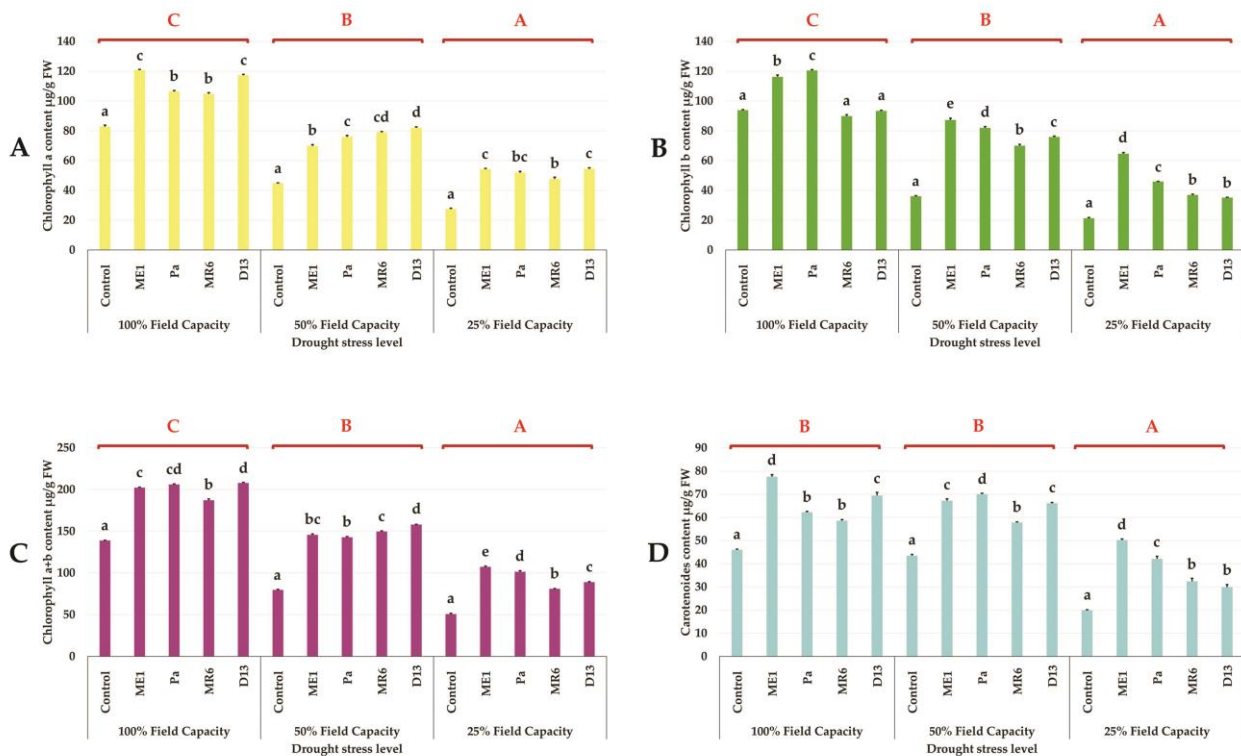 C B A
140
120
100
80
60
40
20
0
Chlorophyll a content µg/g FW
A
a c b b c a b c cd d a c bc b c
Control ME1 Pa MR6 D13 Control ME1 Pa MR6 D13 Control ME1 Pa MR6 D13
100% Field Capacity 50% Field Capacity 25% Field Capacity
Drought stress level
C B A
140
120
100
80
60
40
20
0
Chlorophyll b content µg/g FW
B
a b c a a a e d b c a d c b b
Control ME1 Pa MR6 D13 Control ME1 Pa MR6 D13 Control ME1 Pa MR6 D13
100% Field Capacity 50% Field Capacity 25% Field Capacity
Drought stress level
C B A
250
200
150
100
50
0
Chlorophyll a+b content µg/g FW
C
a c cd b d a bc b c d a e d b c
Control ME1 Pa MR6 D13 Control ME1 Pa MR6 D13 Control ME1 Pa MR6 D13
100% Field Capacity 50% Field Capacity 25% Field Capacity
Drought stress level
B B A
90
80
70
60
50
40
30
20
10
0
Carotenoides content µg/g FW
D
a d b b c a c d b c a d c b b
Control ME1 Pa MR6 D13 Control ME1 Pa MR6 D13 Control ME1 Pa MR6 D13
100% Field Capacity 50% Field Capacity 25% Field Capacity
Drought stress level